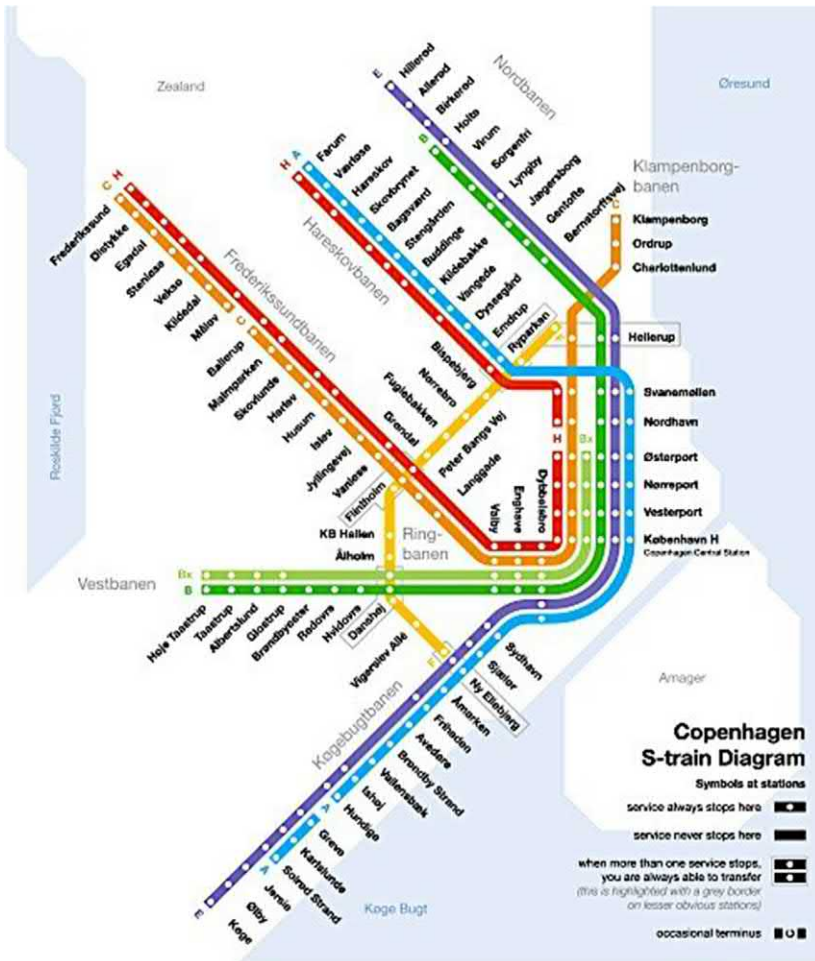 Zealand
Nordbanen
Øresund
E
Hillerød
Allerød
Birkerød
Holte
Virum
Sorgenfri
Lyngby
Jægersborg
Gentofte
Bernstorffsvej
B
Klampenborg-
banen
C
Klampenborg
Ordrup
Charlottenlund
H
A
Farum
Værløse
Hareskov
Skovbrynet
Bagsværd
Stengården
Buddinge
Kildebakke
Vangede
Dyssegård
Emdrup
Ryparken
Hareskovbanen
C
H
Frederikssund
Ølstykke
Egedal
Stenløse
Veksø
Kildedal
Måløv
C
Ballerup
Malmparken
Skovlunde
Herlev
Husum
Islev
Jyllingevej
Vanløse
Flintholm
Frederikssundbanen
Bispebjerg
Nørrebro
Fuglebakken
Grøndal
Peter Bangs Vej
Langgade
Valby
Enghave
Dybbølsbro
H
Bx
Hellerup
Svanemøllen
Nordhavn
Østerport
Nørreport
Vesterport
København H
Copenhagen Central Station
Roskilde Fjord
KB Hallen
Ålholm
Ring-
banen
Vestbanen
Bx
B
Høje Taastrup
Taastrup
Albertslund
Glostrup
Brøndbyøster
Rødovre
Hvidovre
Danshøj
Vigerslev Allé
F
Sydhavn
Sjælør
Ny Ellebjerg
Åmarken
Friheden
Avedøre
Brøndby Strand
Vallensbæk
Ishøj
Hundige
A
Greve
Karlslunde
Solrød Strand
A
Jersie
Ølby
Køge
E
Køgebugtbanen
Køge Bugt
Amager
Copenhagen
S-train Diagram
Symbols at stations
service always stops here
service never stops here
when more than one service stops,
you are always able to transfer
(this is highlighted with a grey border
on lesser obvious stations)
occasional terminus
C